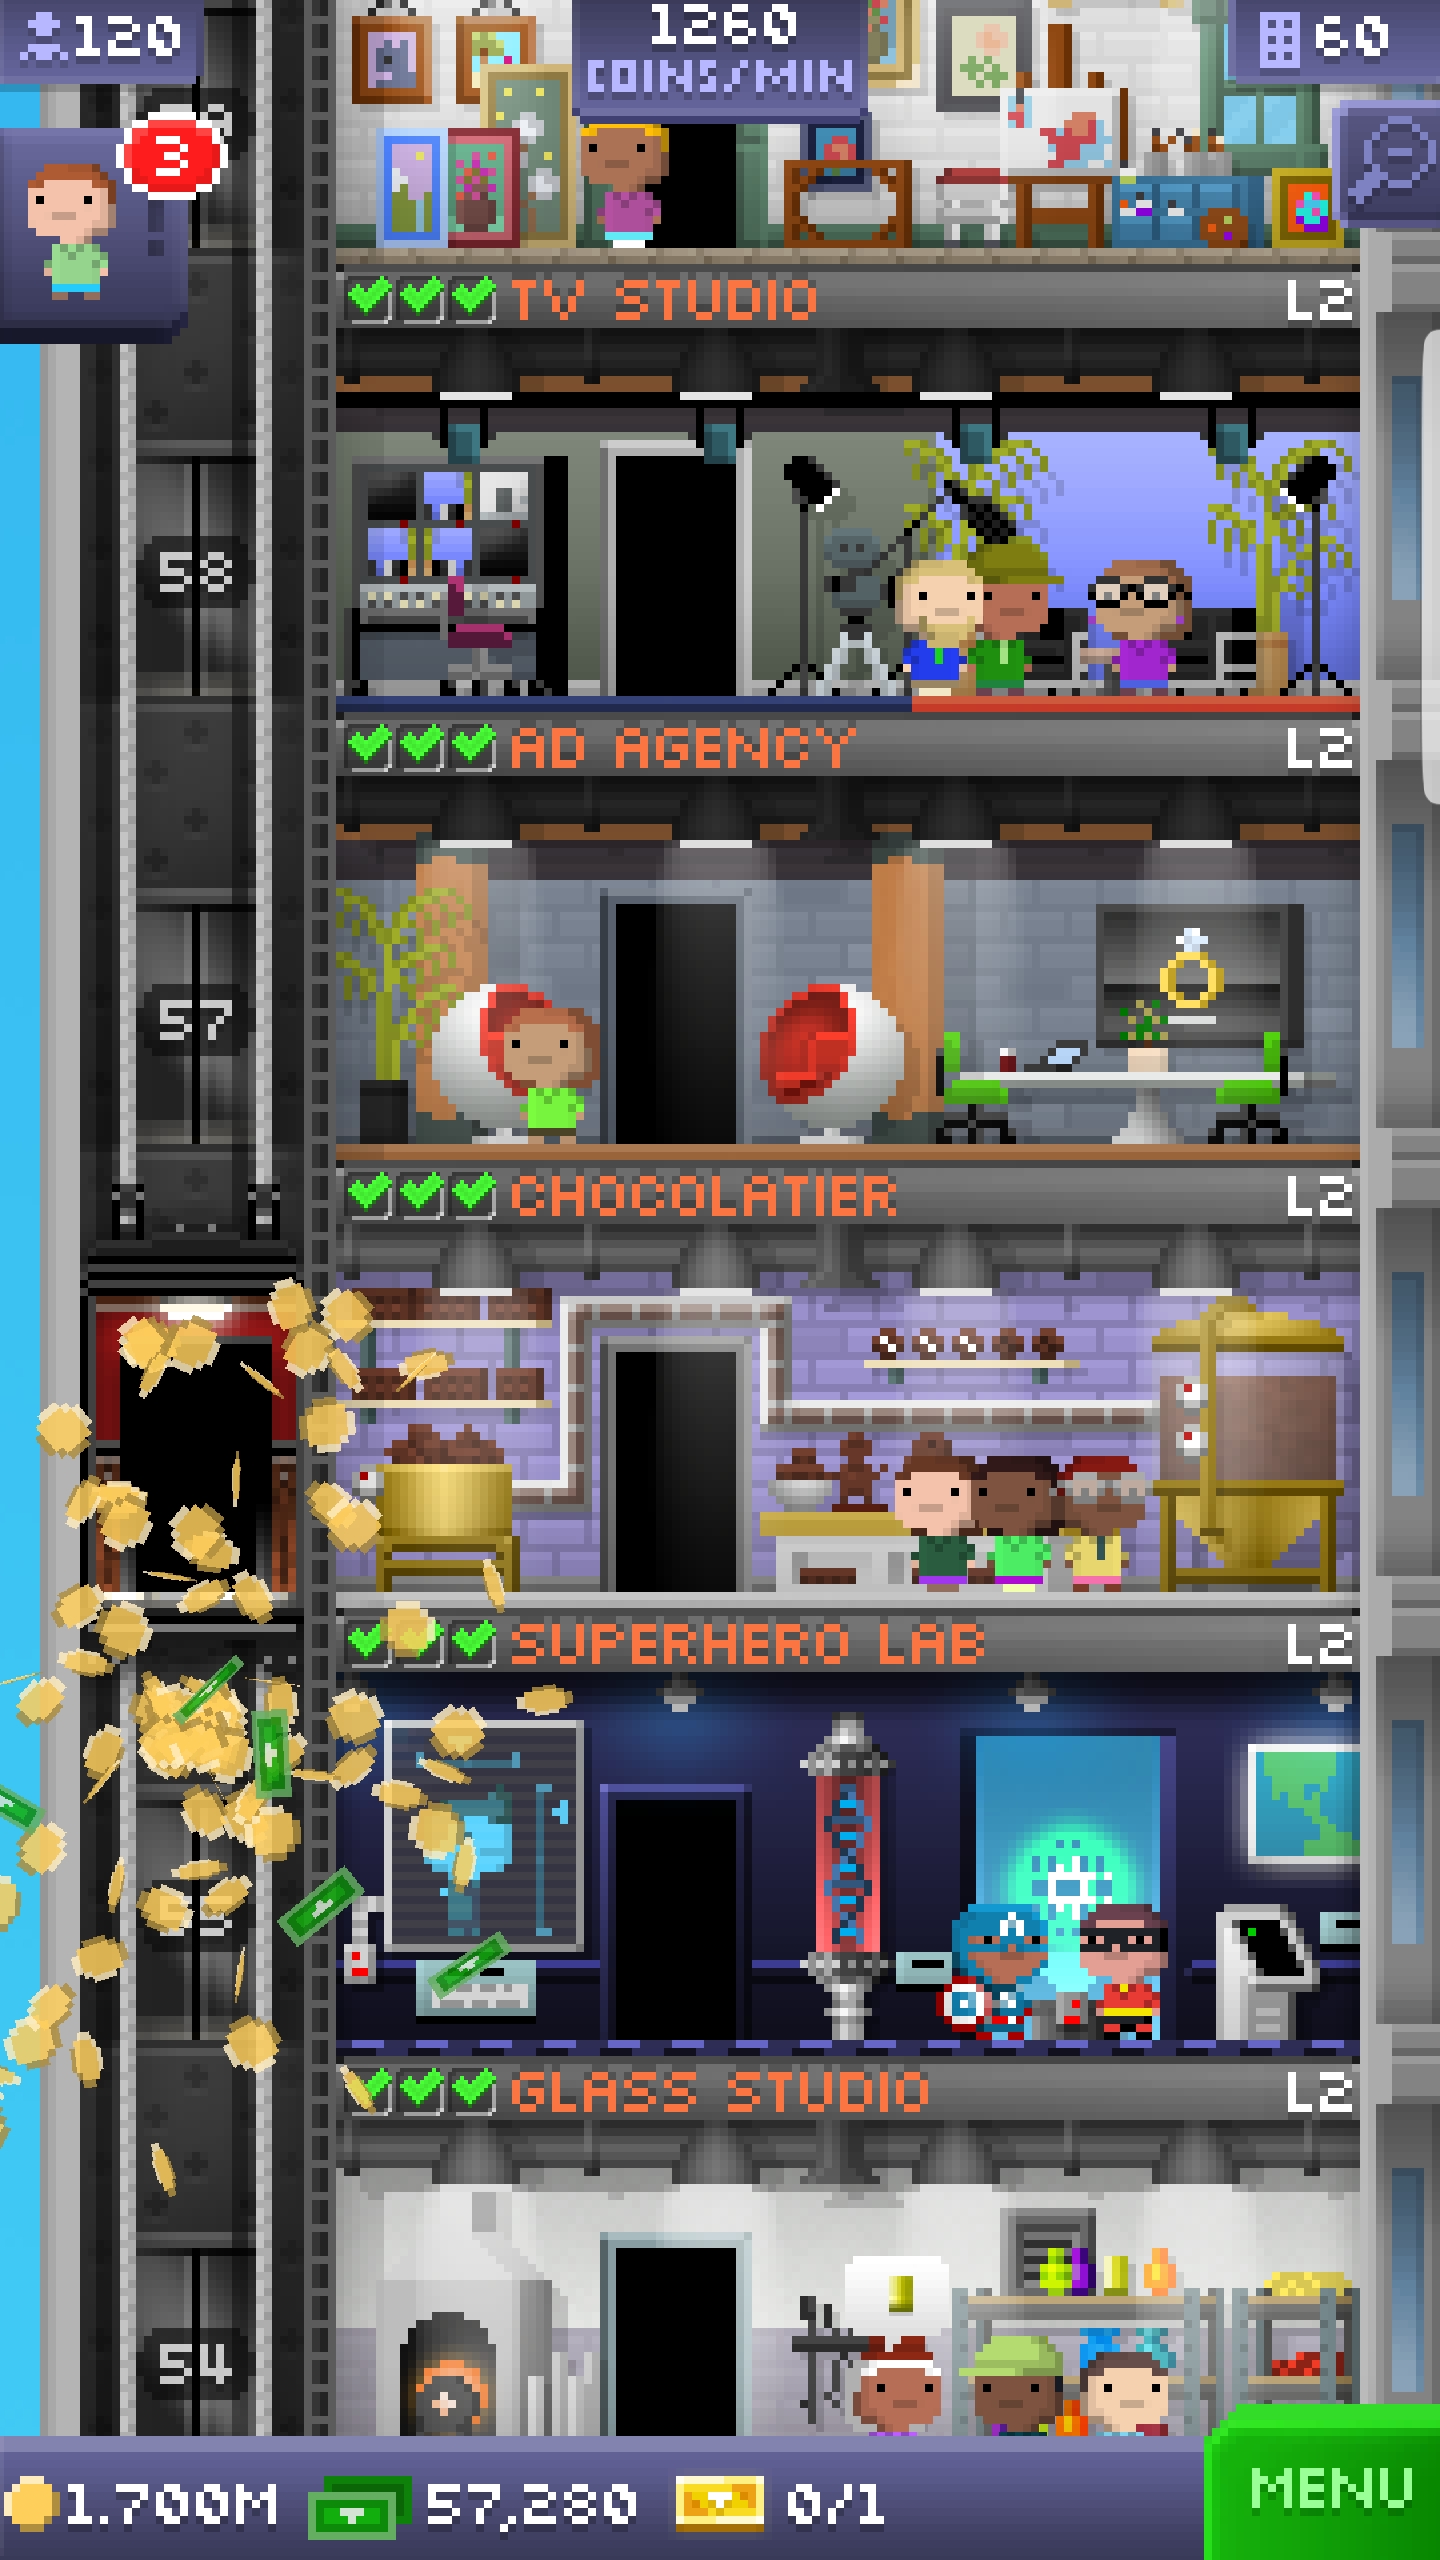 120
1260
COINS/MIN
60
3
TV STUDIO L2
58
AD AGENCY L2
57
CHOCOLATIER L2
SUPERHERO LAB L2
GLASS STUDIO L2
54
1.700M 57,280 0/1 MENU